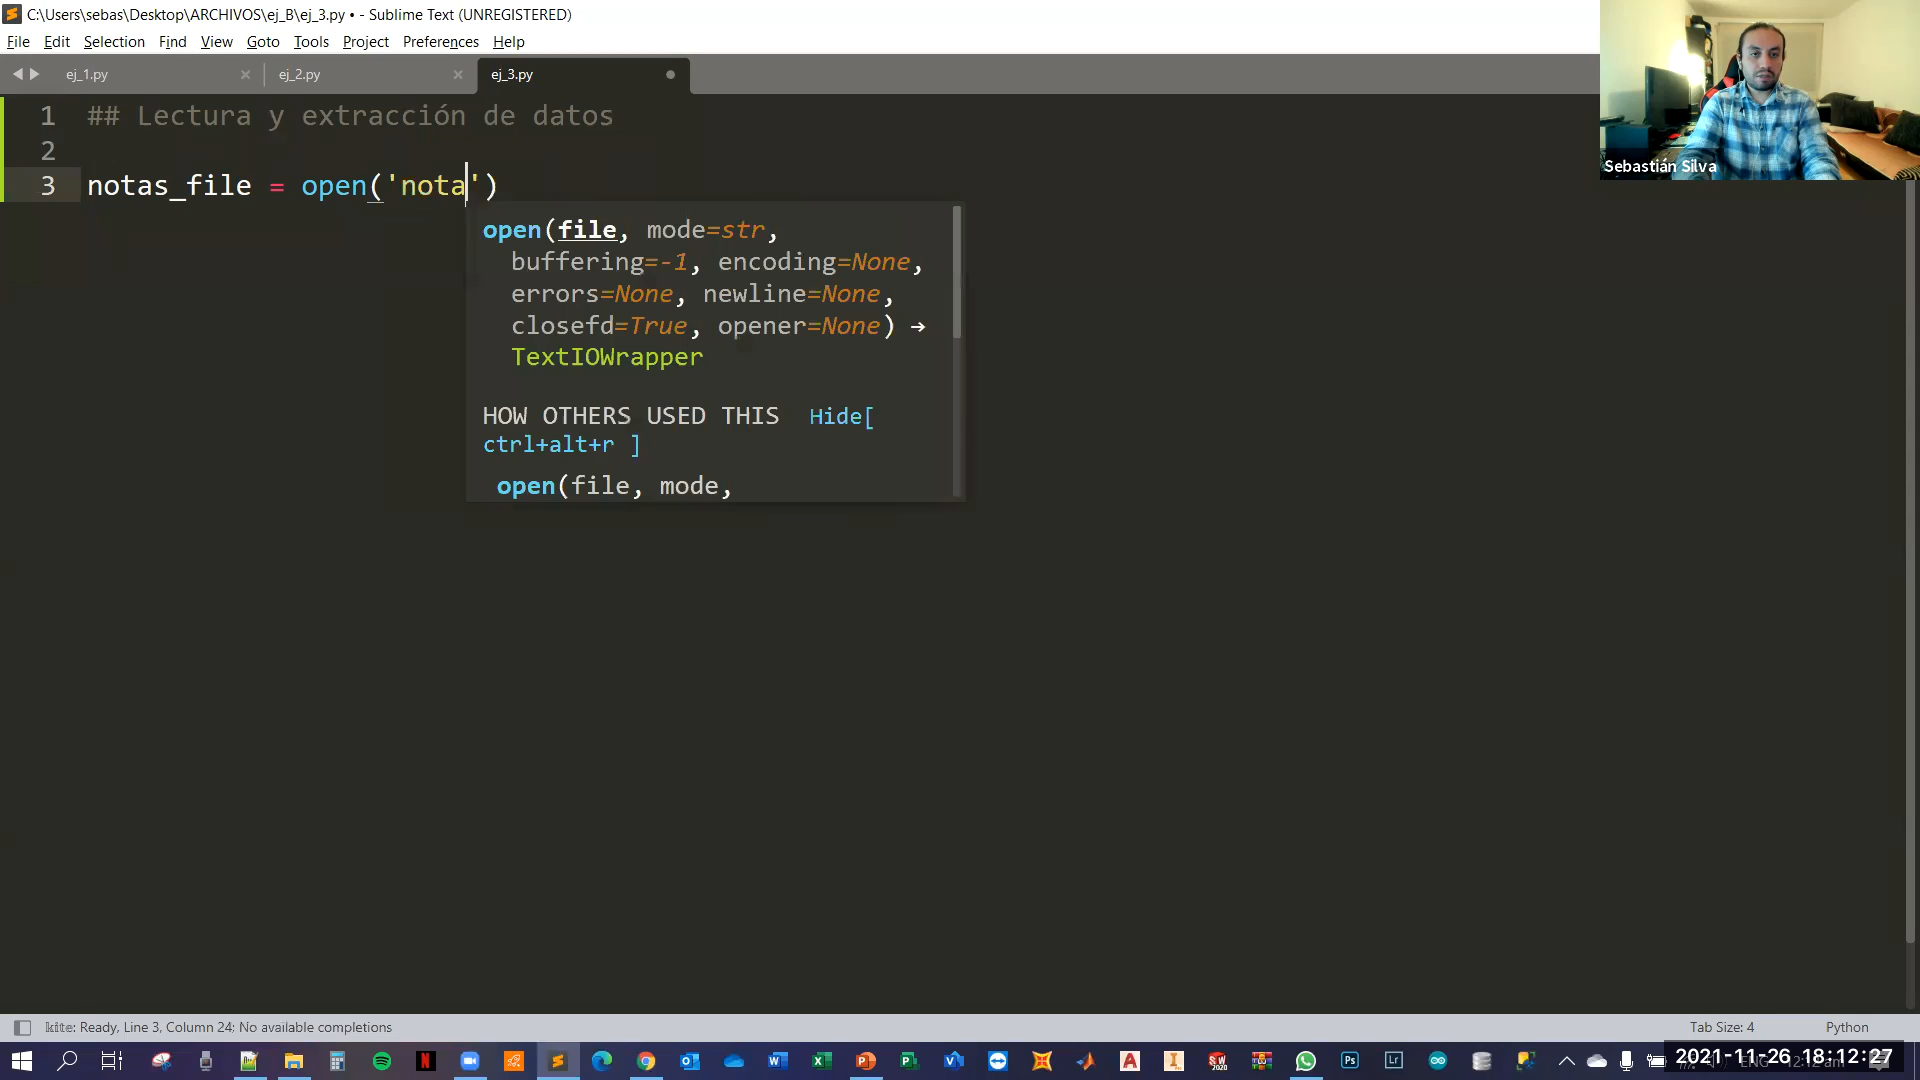 C:\Users\sebas\Desktop\ARCHIVOS\ej_B\ej_3.py • - Sublime Text (UNREGISTERED)
File Edit Selection Find View Goto Tools Project Preferences Help
ej_1.py × ej_2.py × ej_3.py
1 ## Lectura y extracción de datos
2
3 notas_file = open('nota')
open(file, mode=str,
buffering=-1, encoding=None,
errors=None, newline=None,
closefd=True, opener=None) →
TextIOWrapper
HOW OTHERS USED THIS Hide[
ctrl+alt+r ]
open(file, mode,
Sebastián Silva
kite: Ready, Line 3, Column 24; No available completions
Tab Size: 4 Python
2021-11-26 18:12:27